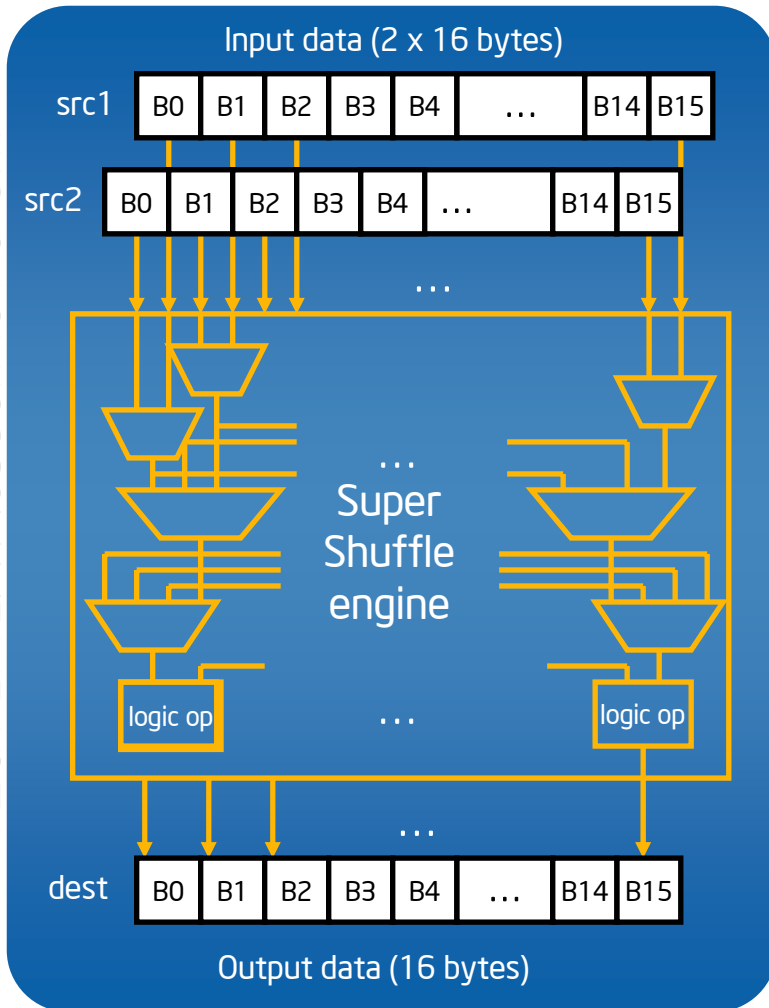 Input data (2 x 16 bytes)
src1 B0 B1 B2 B3 B4 ... B14 B15
src2 B0 B1 B2 B3 B4 ... B14 B15
...
...
Super
Shuffle
engine
logic op ... logic op
...
dest B0 B1 B2 B3 B4 ... B14 B15
Output data (16 bytes)